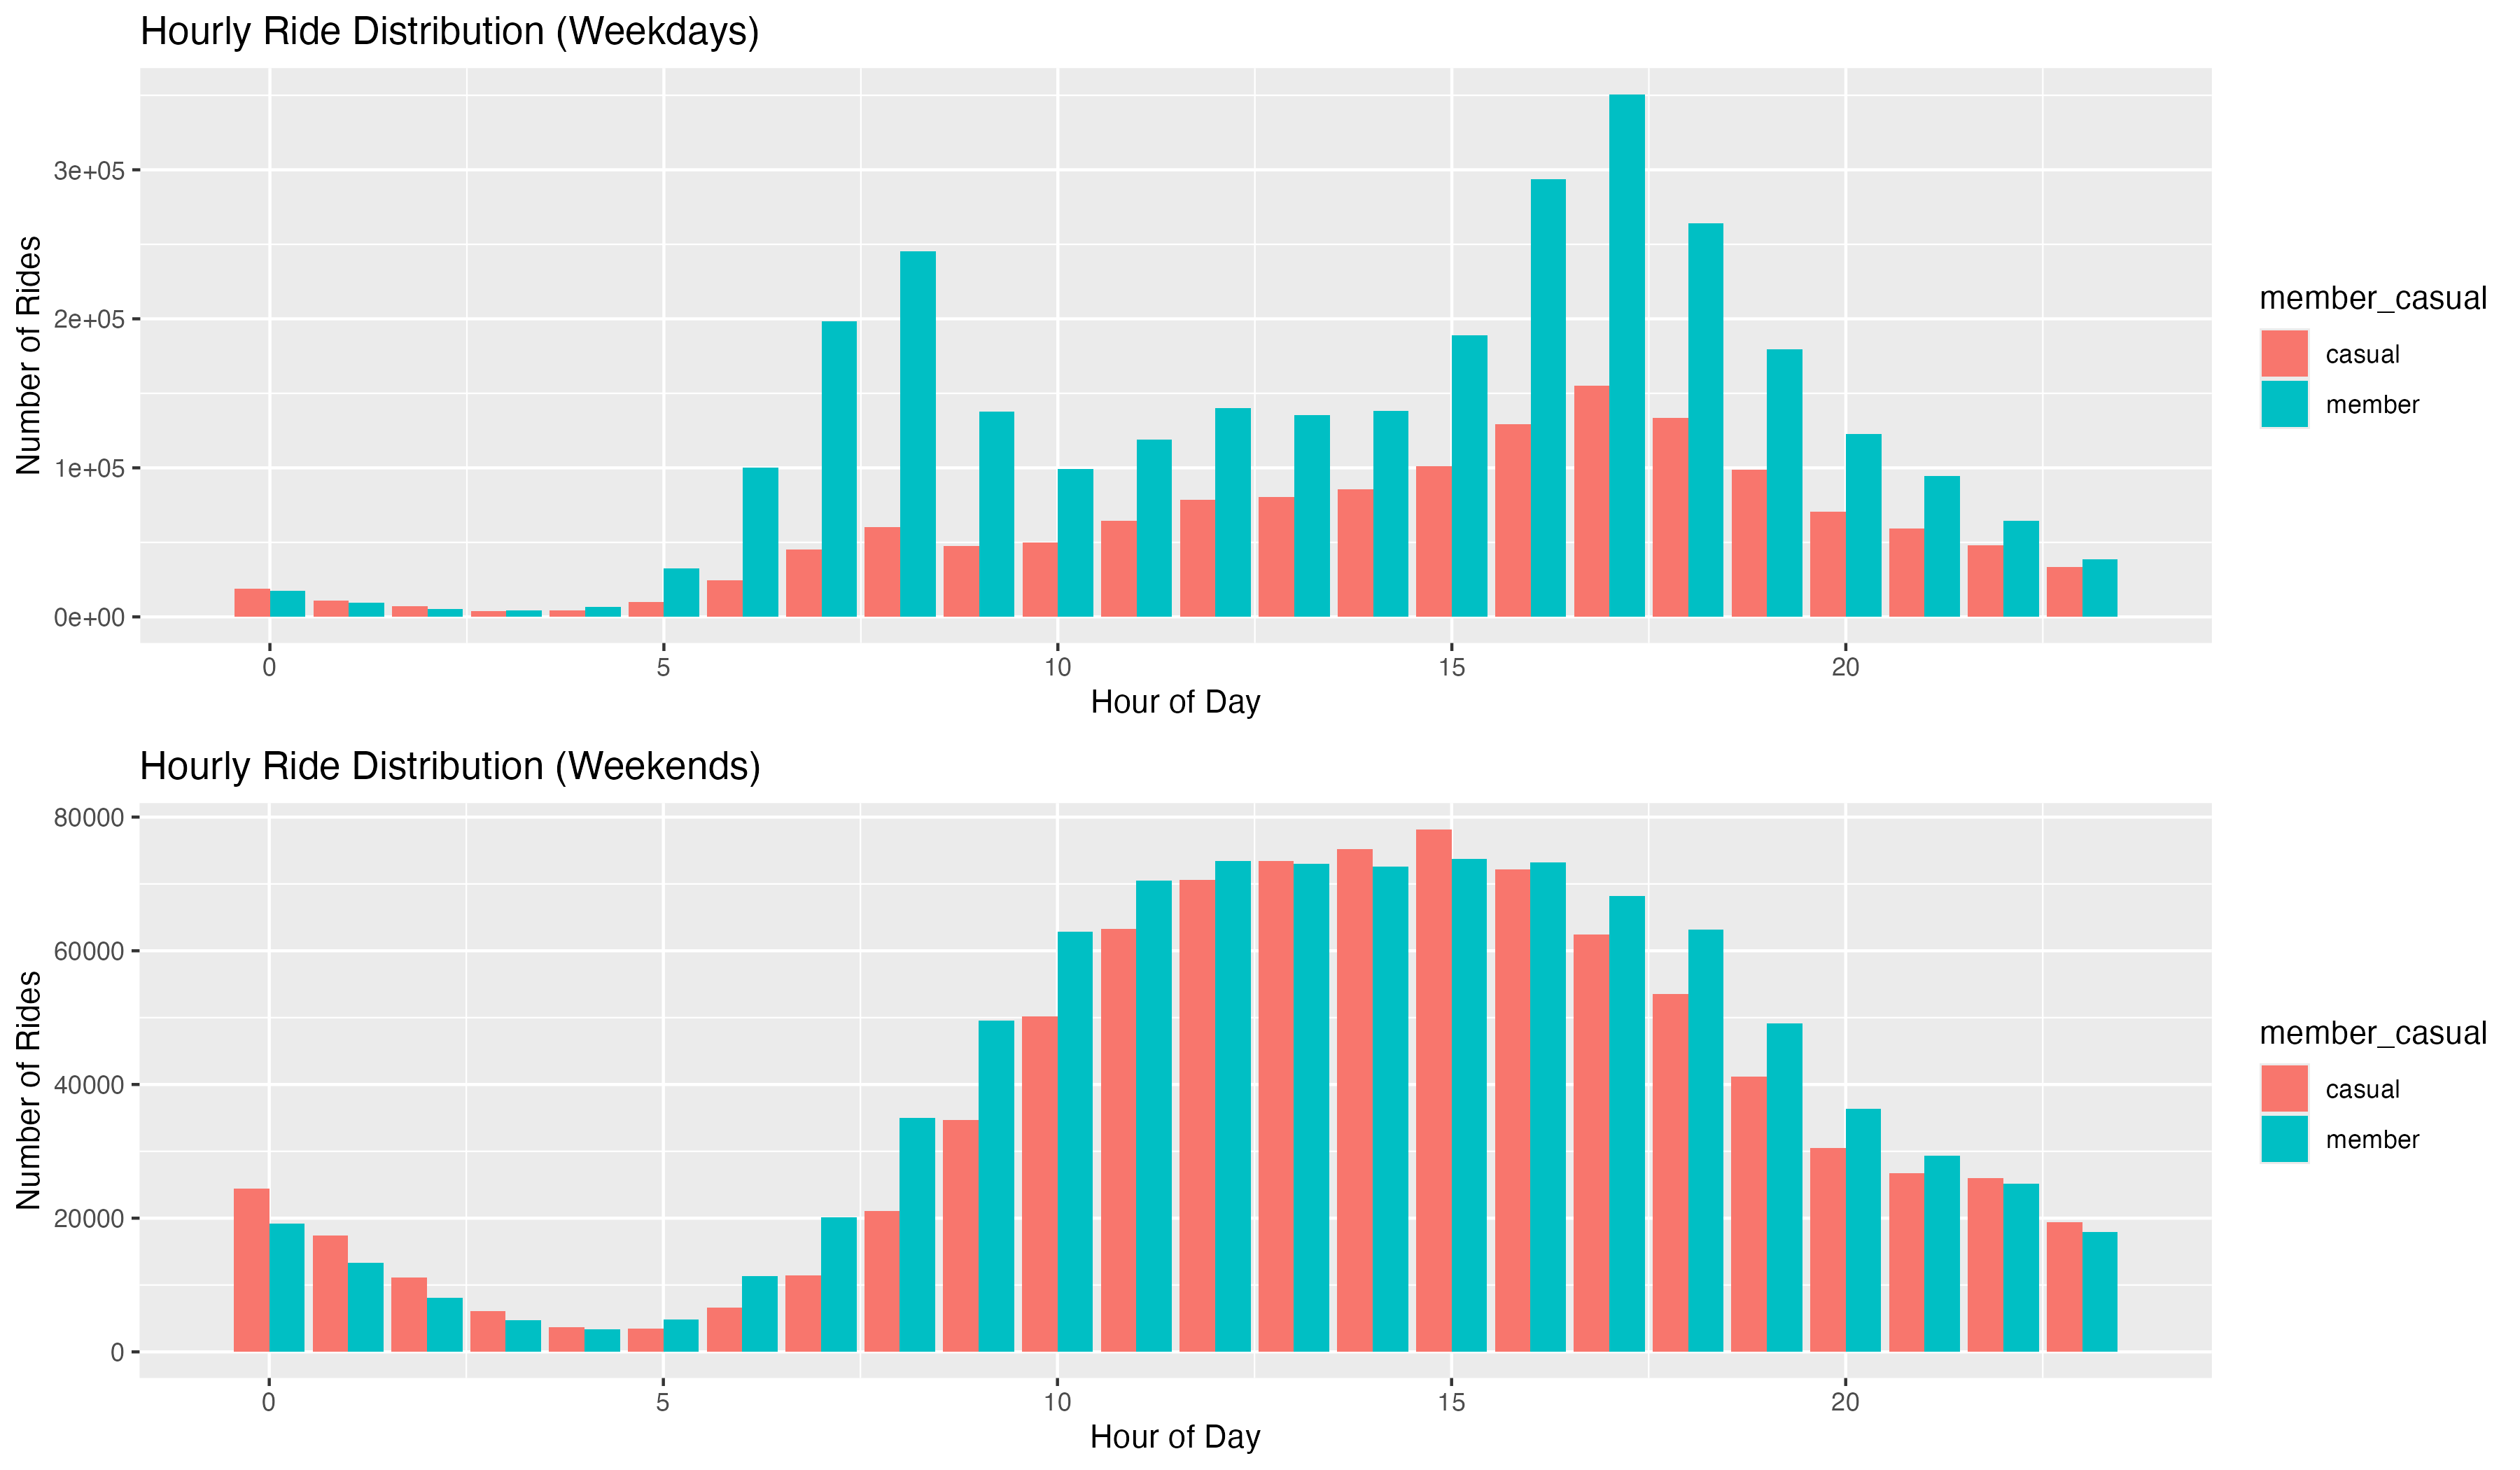 Hourly Ride Distribution (Weekdays)
Number of Rides
3e+05
2e+05
1e+05
0e+00
0 5 10 15 20
Hour of Day
member_casual
casual
member
Hourly Ride Distribution (Weekends)
Number of Rides
80000
60000
40000
20000
0
0 5 10 15 20
Hour of Day
member_casual
casual
member